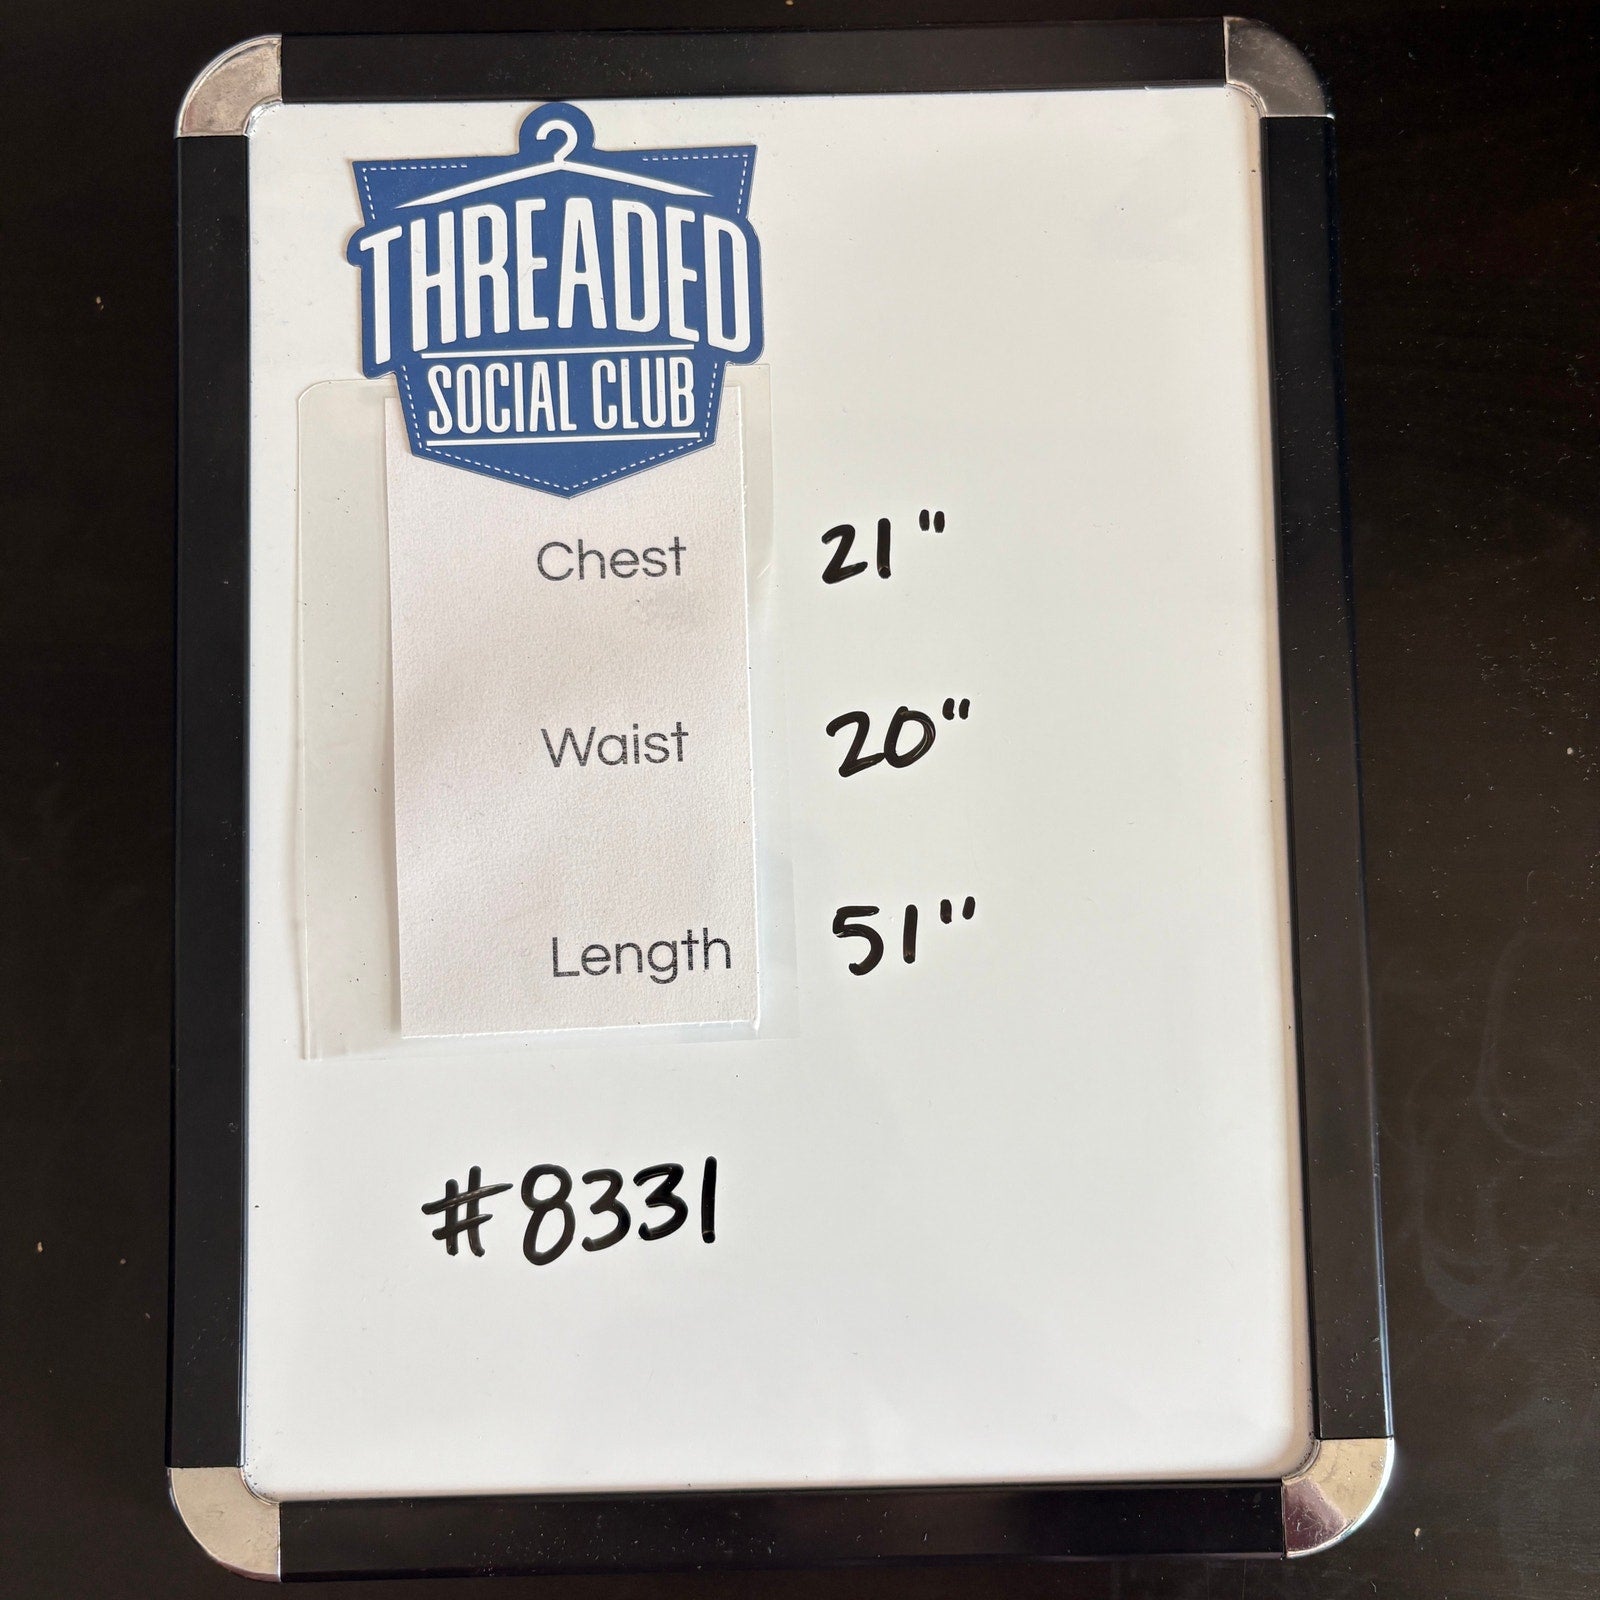 THREADED
SOCIAL CLUB
Chest 21"
Waist 20"
Length 51"
#8331